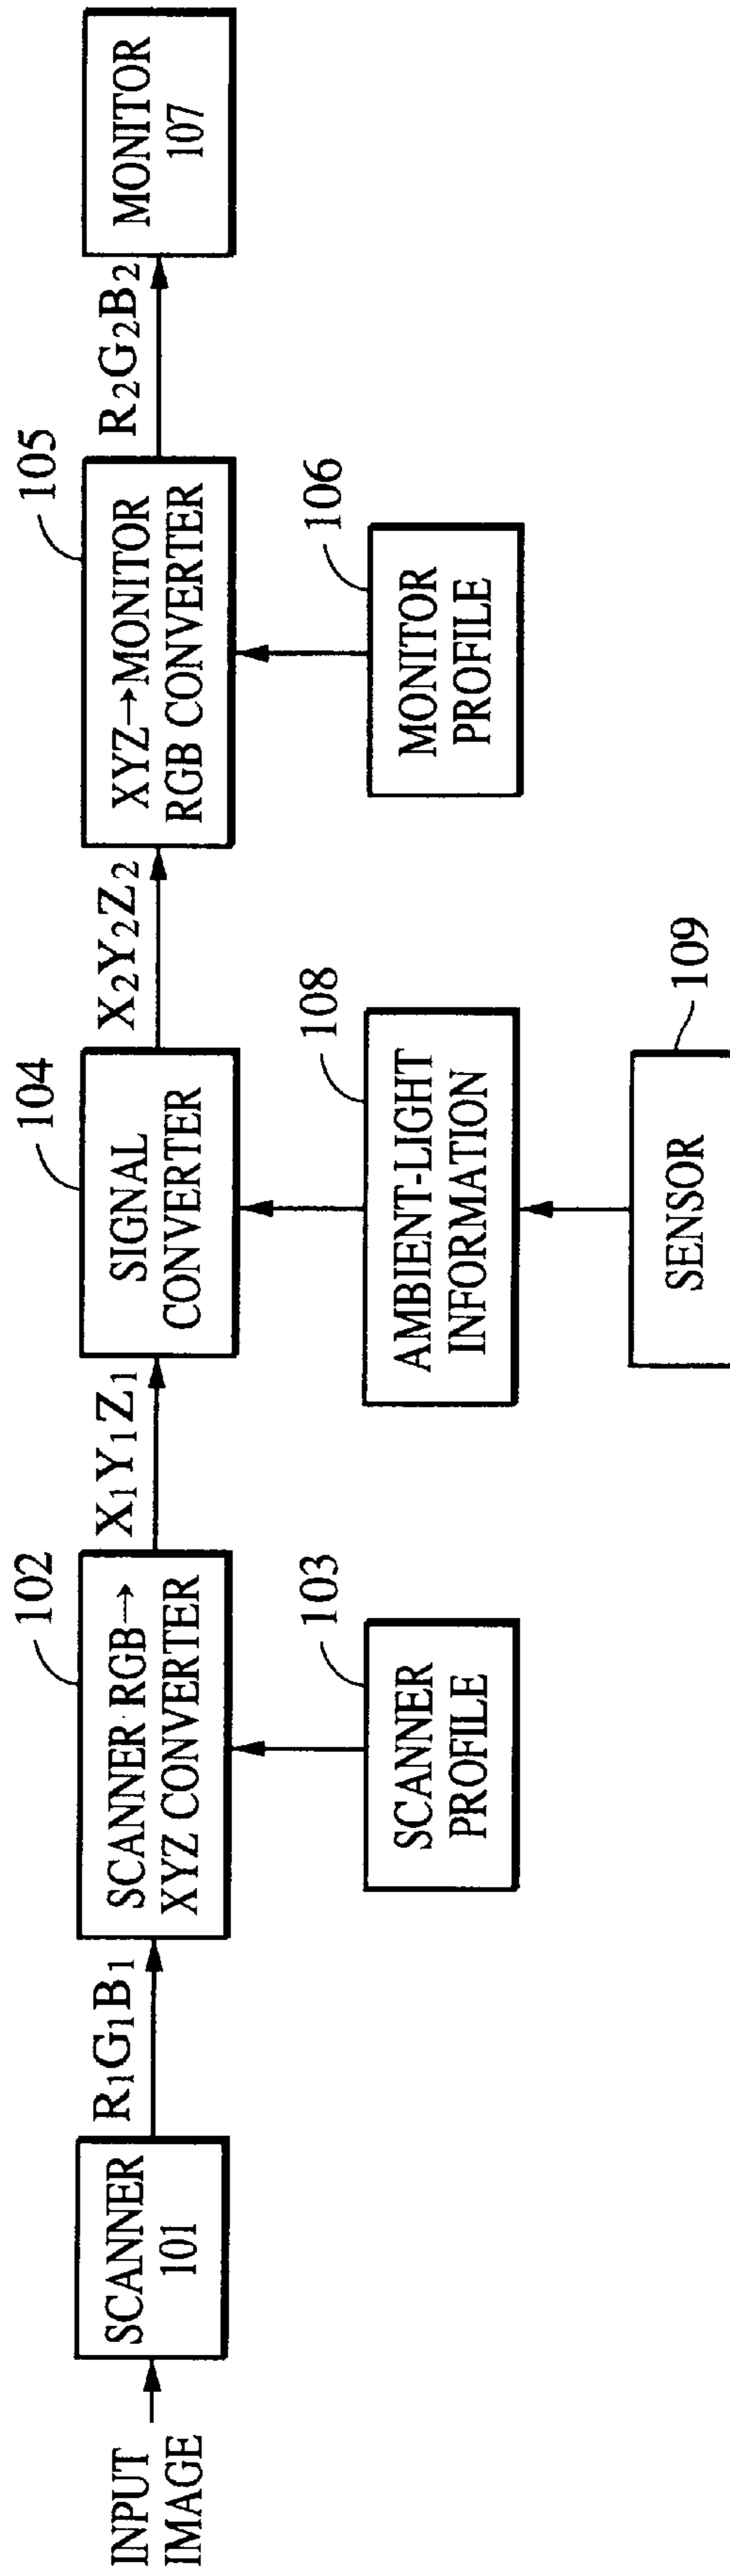 INPUT
IMAGE
SCANNER
101
R₁G₁B₁
102
SCANNER RGB→
XYZ CONVERTER
SCANNER
PROFILE
103
X₁Y₁Z₁
104
SIGNAL
CONVERTER
AMBIENT-LIGHT
INFORMATION
108
SENSOR
109
X₂Y₂Z₂
105
XYZ→MONITOR
RGB CONVERTER
MONITOR
PROFILE
106
R₂G₂B₂
MONITOR
107